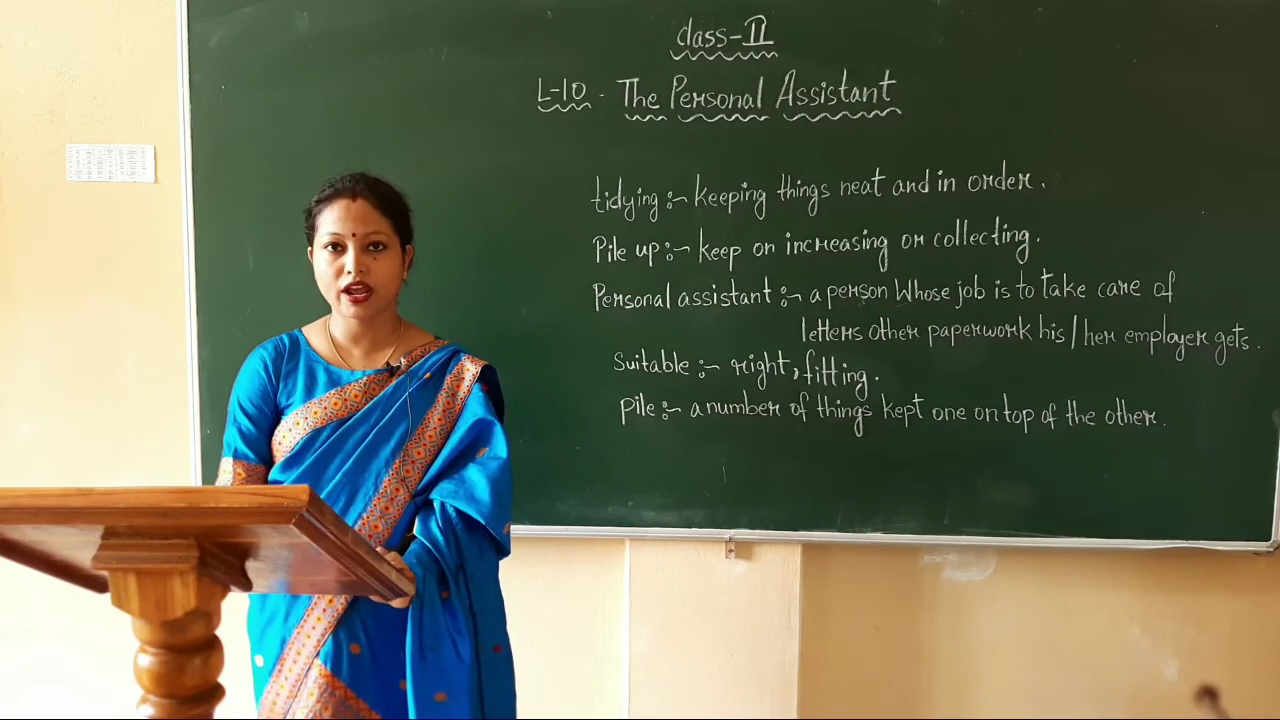 class-II
L-10. The Personal Assistant
tidying :- keeping things neat and in order.
Pile up :- keep on increasing or collecting.
Personal assistant :- a person Whose job is to take care of
letters other paperwork his/her employer gets.
Suitable :- right, fitting.
Pile :- a number of things kept one on top of the other.